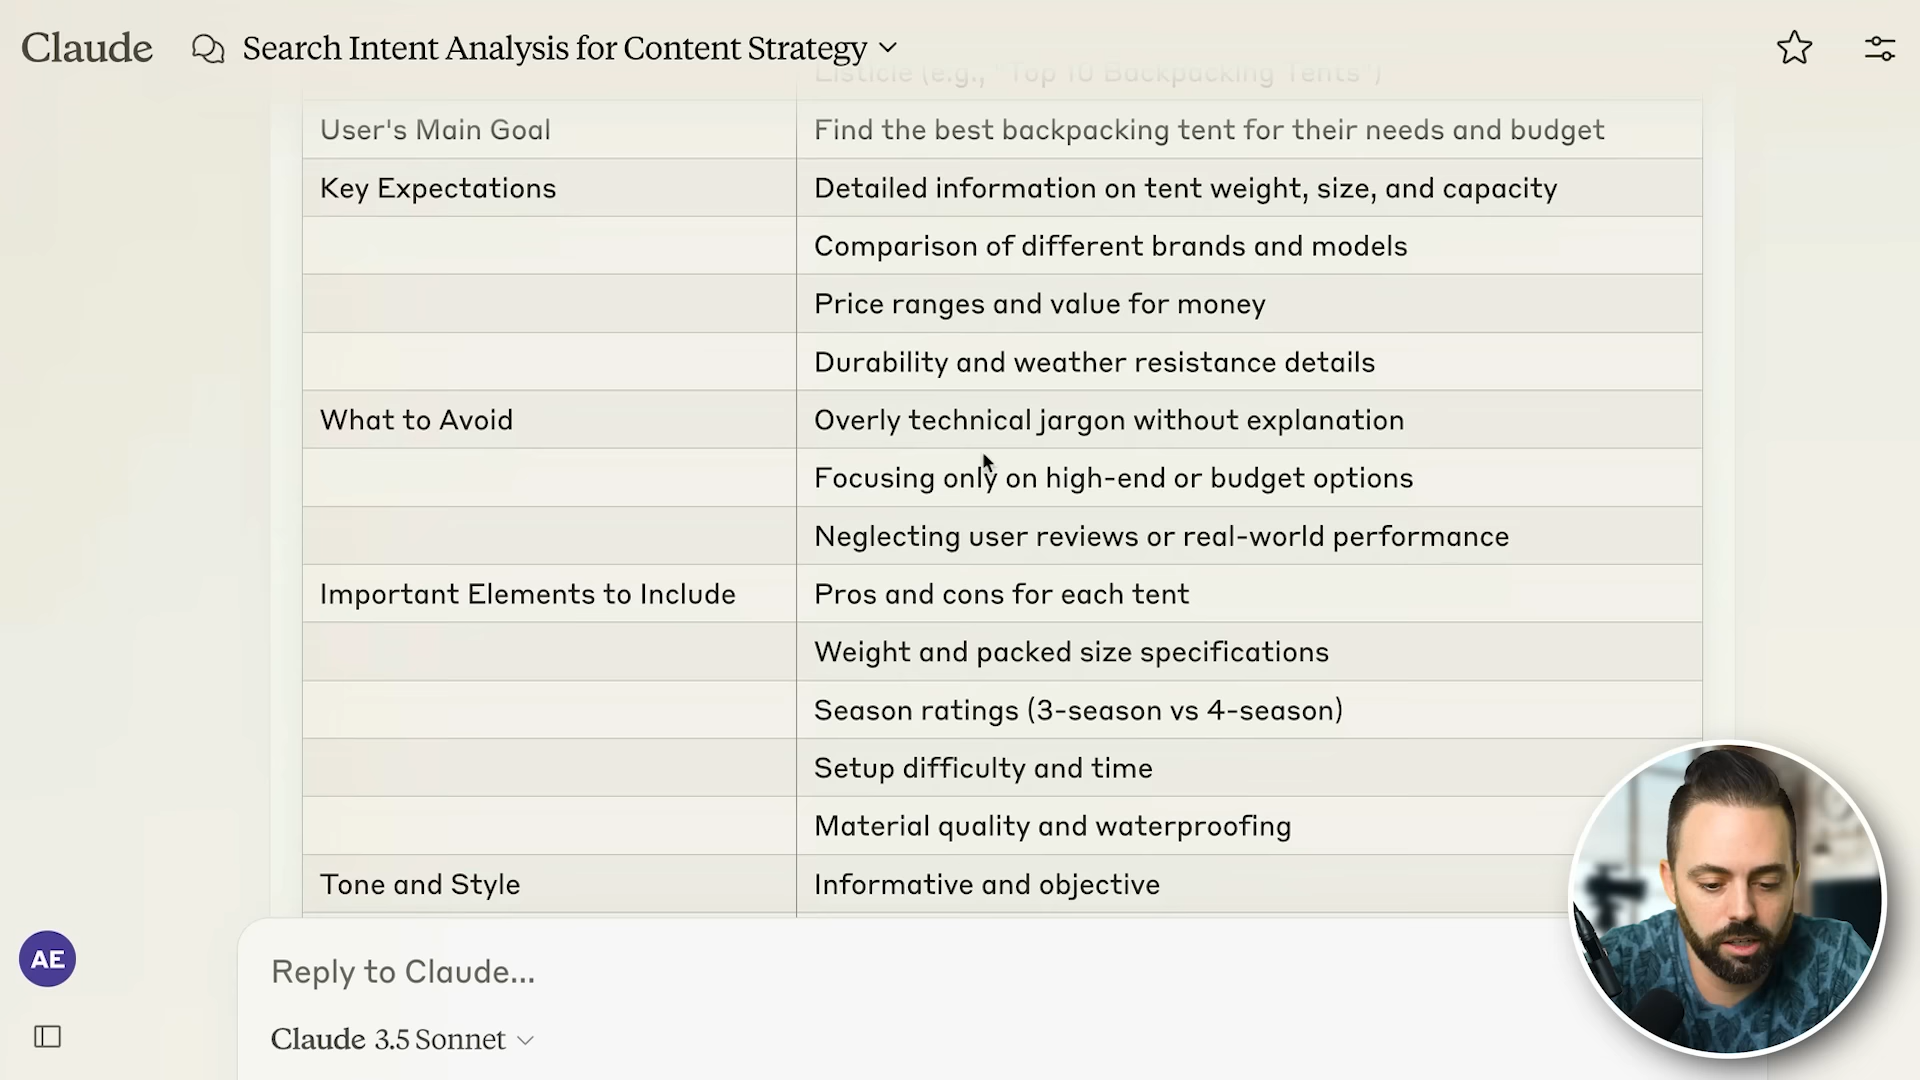 Claude
Search Intent Analysis for Content Strategy
Listicle (e.g., "Top 10 Backpacking Tents")
User's Main Goal
Find the best backpacking tent for their needs and budget
Key Expectations
Detailed information on tent weight, size, and capacity
Comparison of different brands and models
Price ranges and value for money
Durability and weather resistance details
What to Avoid
Overly technical jargon without explanation
Focusing only on high-end or budget options
Neglecting user reviews or real-world performance
Important Elements to Include
Pros and cons for each tent
Weight and packed size specifications
Season ratings (3-season vs 4-season)
Setup difficulty and time
Material quality and waterproofing
Tone and Style
Informative and objective
AE
Reply to Claude...
Claude 3.5 Sonnet